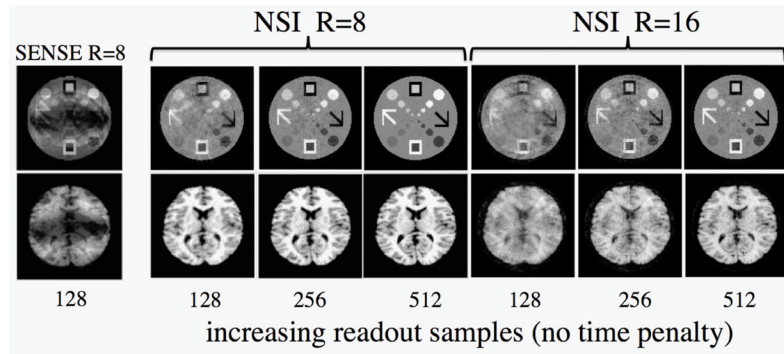 NSI R=8 NSI R=16
SENSE R=8
128 128 256 512 128 256 512
increasing readout samples (no time penalty)